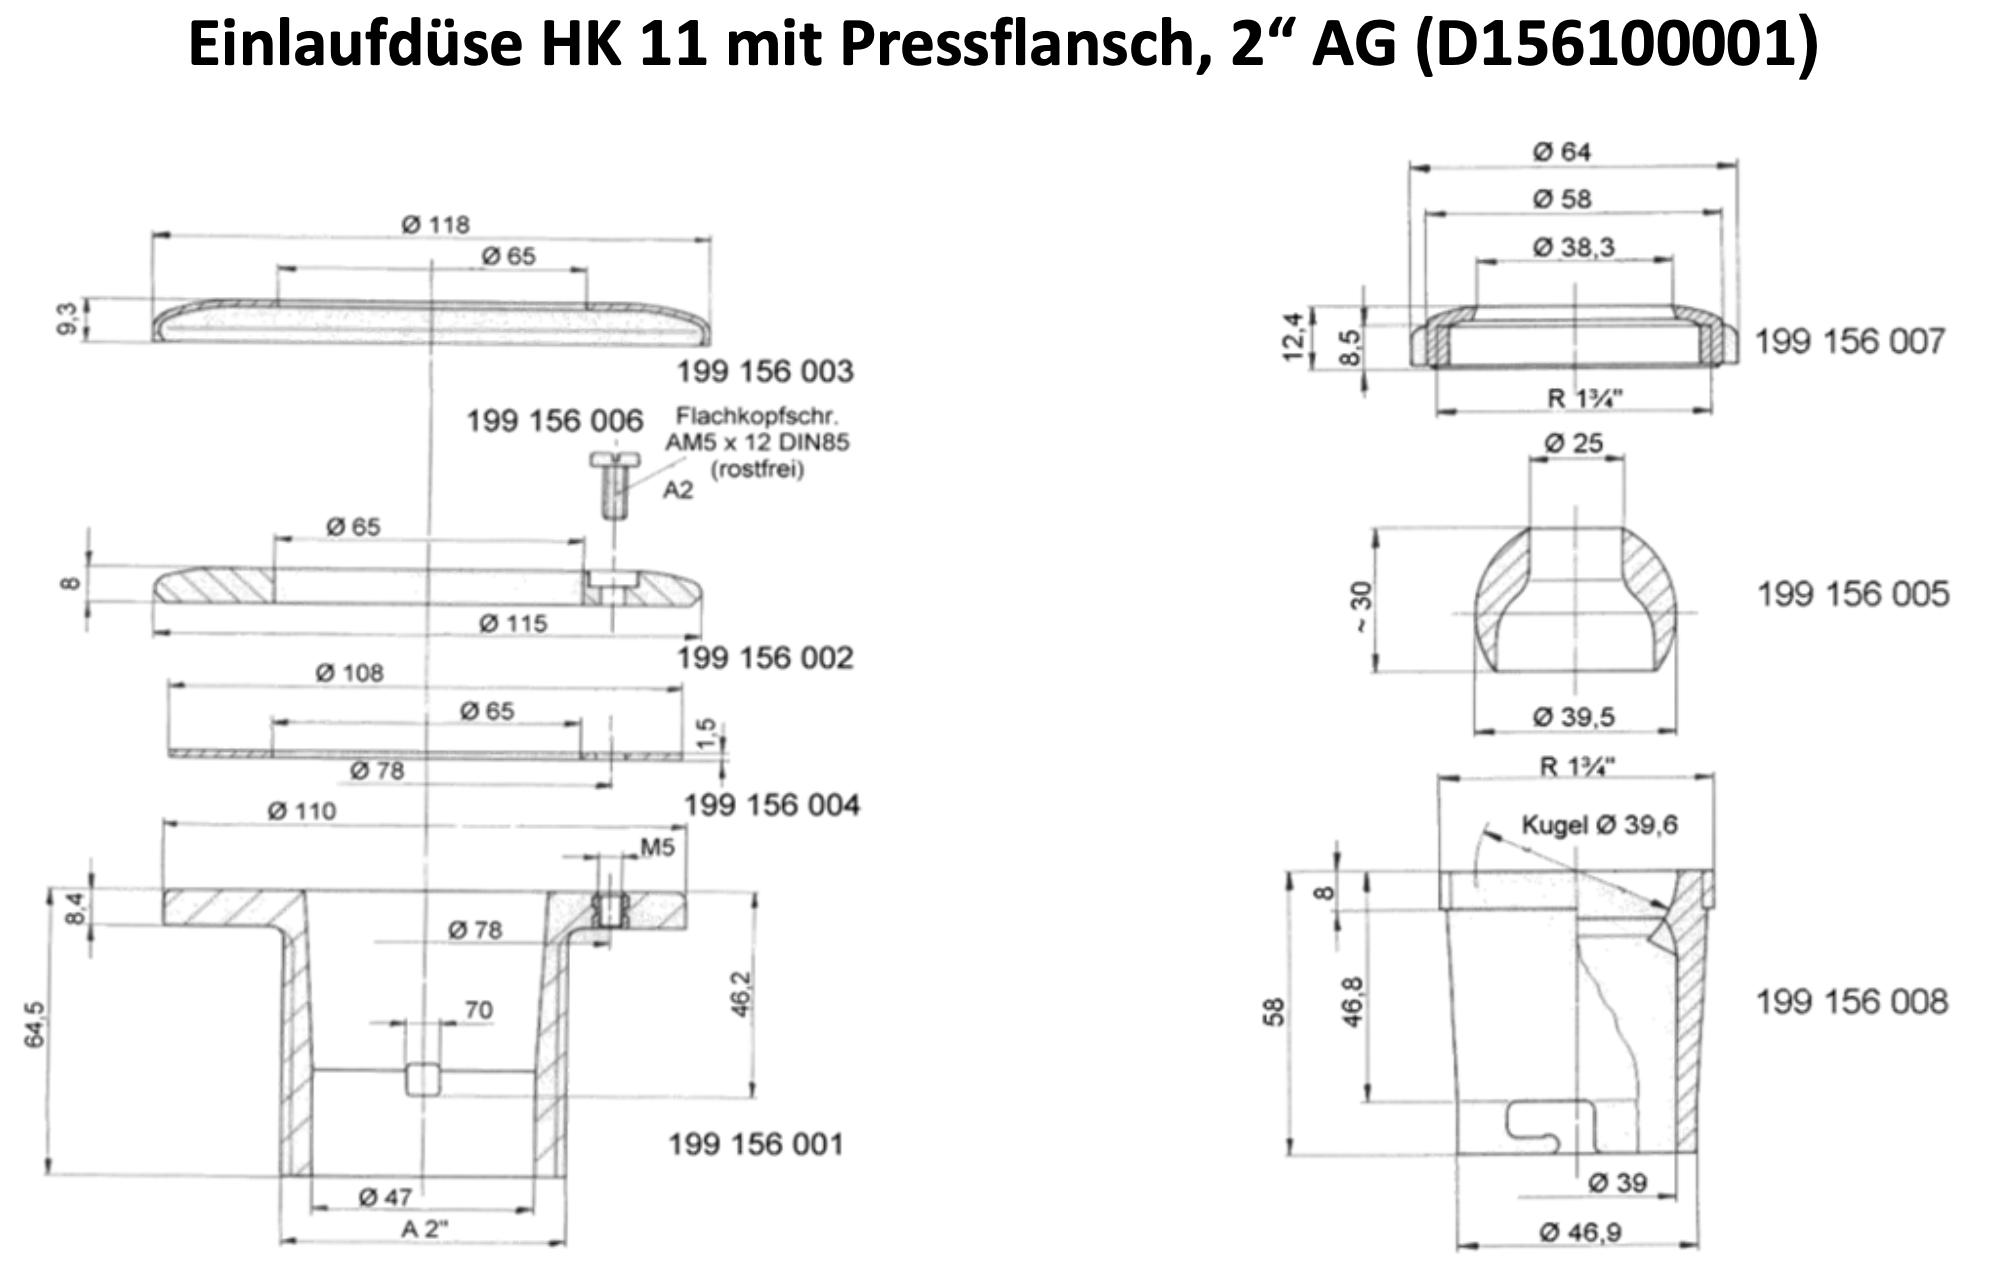 Einlaufdüse HK 11 mit Pressflansch, 2“ AG (D156100001)
Ø 118
Ø 65
9,3
199 156 003
199 156 006
Flachkopfschr.
AM5 x 12 DIN85
(rostfrei)
A2
Ø 65
8
Ø 115
199 156 002
Ø 108
Ø 65
1,5
Ø 78
199 156 004
Ø 110
M5
8,4
Ø 78
64,5
46,2
70
199 156 001
Ø 47
A 2"
Ø 64
Ø 58
Ø 38,3
12,4
8,5
199 156 007
R 1¾"
Ø 25
~ 30
199 156 005
Ø 39,5
R 1¾"
Kugel Ø 39,6
8
58
46,8
199 156 008
Ø 39
Ø 46,9